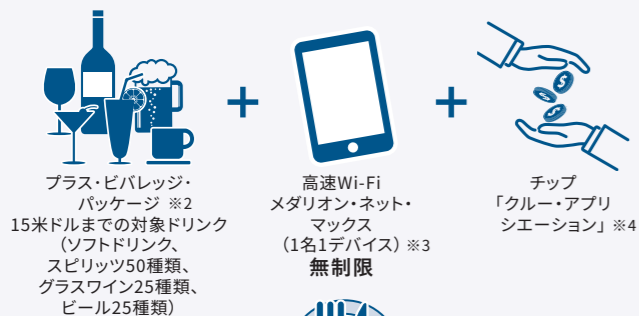 プラス・ビバレッジ・
パッケージ ※2
15米ドルまでの対象ドリンク
(ソフトドリンク、
スピリッツ50種類、
グラスワイン25種類、
ビール25種類)
高速Wi-Fi
メダリオン・ネット・
マックス
(1名1デバイス) ※3
無制限
チップ
「クルー・アプリ
シエーション」 ※4